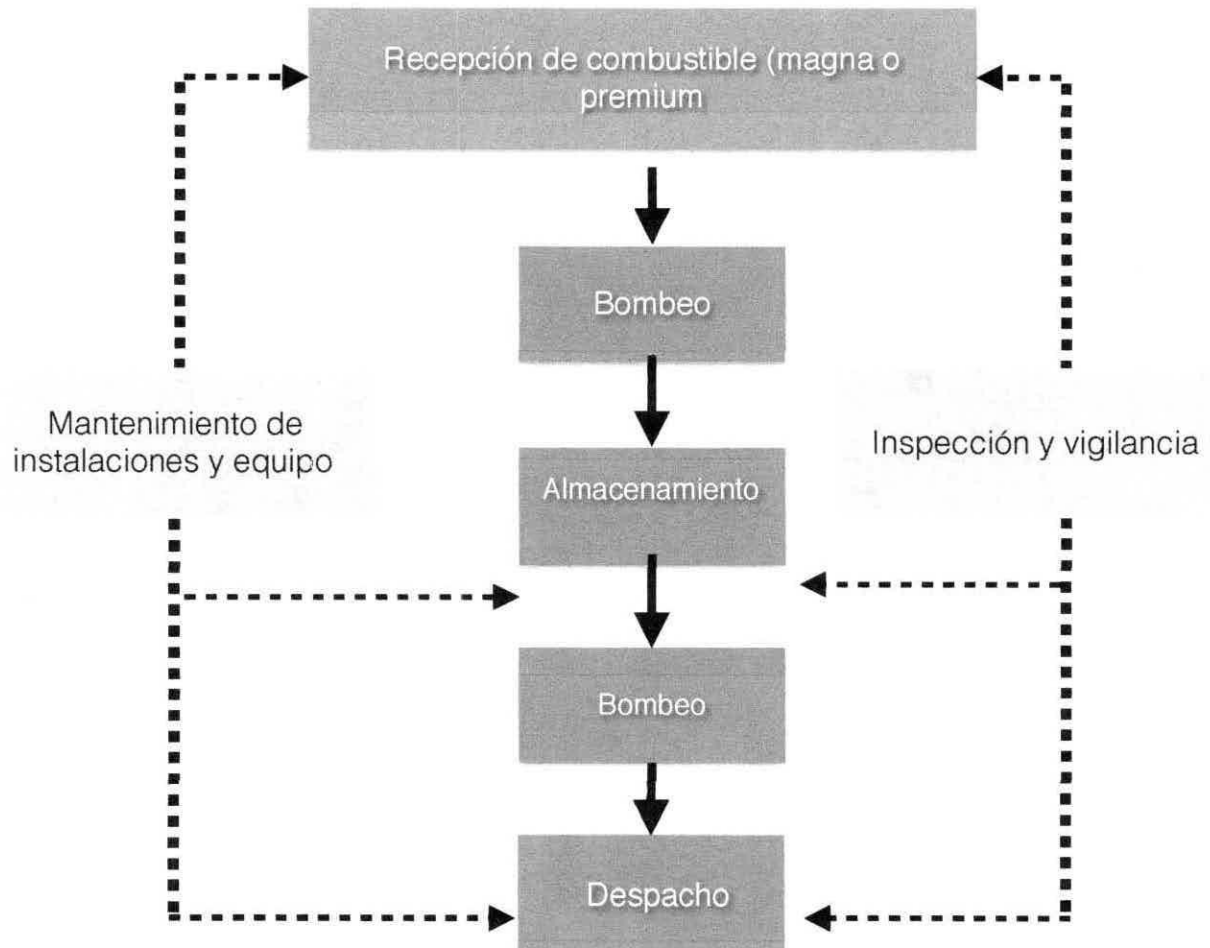 Recepción de combustible (magna o
premium
Bombeo
Mantenimiento de
instalaciones y equipo
Inspección y vigilancia
Almacenamiento
Bombeo
Despacho